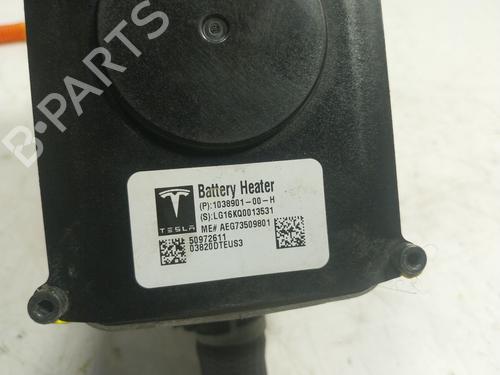 B-PARTS
Battery Heater
(P):1038901-00-H
(S):LG16KQ0013531
TESLA
ME# AEG73509801
50972611
03820DTEUS3